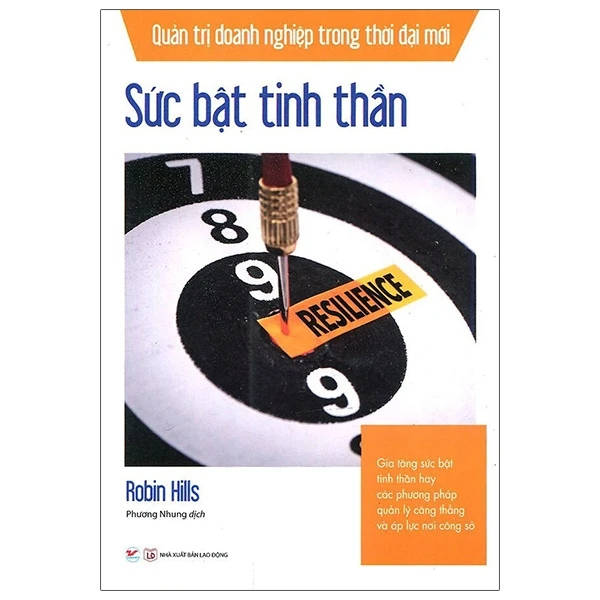 Quản trị doanh nghiệp trong thời đại mới
Sức bật tinh thần
7
8
9
RESILIENCE
9
6
Robin Hills
Phương Nhung dịch
Gia tăng sức bật
tinh thần hay
các phương pháp
quản lý căng thẳng
và áp lực nơi công sở
LĐ NHÀ XUẤT BẢN LAO ĐỘNG